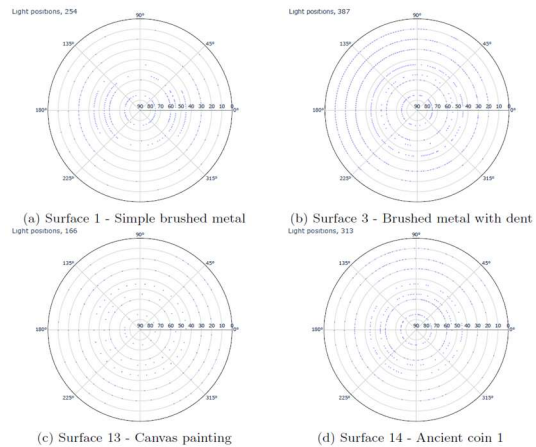 Light positions, 254
90°
135° 45°
180° 90 80 70 60 50 40 30 20 10 0 0°
225° 315°
(a) Surface 1 - Simple brushed metal
Light positions, 387
90°
135° 45°
180° 90 80 70 60 50 40 30 20 10 0 0°
225° 315°
(b) Surface 3 - Brushed metal with dent
Light positions, 166
90°
135° 45°
180° 90 80 70 60 50 40 30 20 10 0 0°
225° 315°
(c) Surface 13 - Canvas painting
Light positions, 313
90°
135° 45°
180° 90 80 70 60 50 40 30 20 10 0 0°
225° 315°
(d) Surface 14 - Ancient coin 1